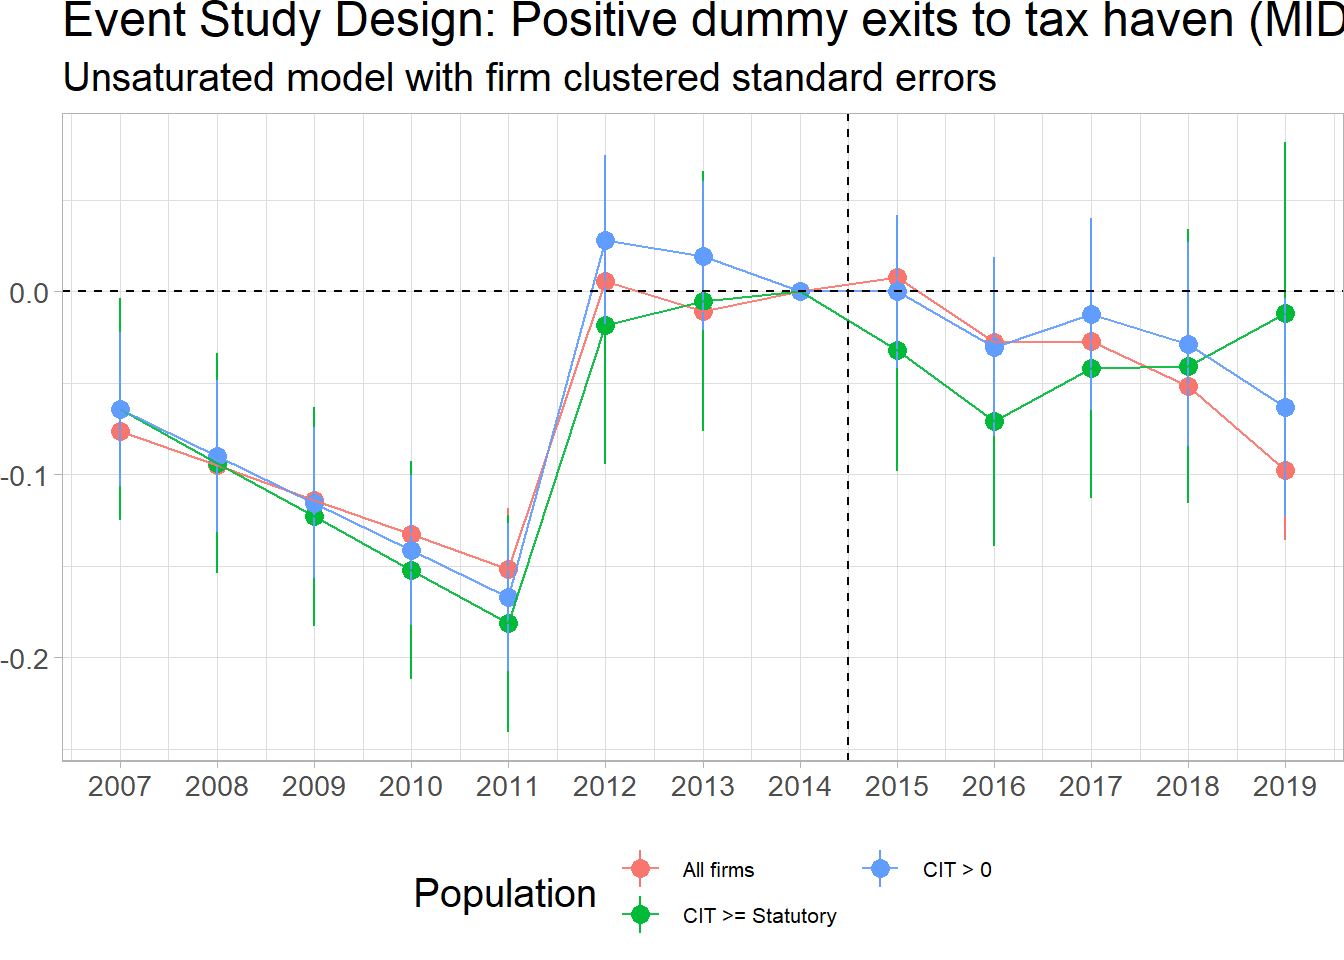 Event Study Design: Positive dummy exits to tax haven (MID
Unsaturated model with firm clustered standard errors
0.0
-0.1
-0.2
2007 2008 2009 2010 2011 2012 2013 2014 2015 2016 2017 2018 2019
Population
All firms
CIT > 0
CIT >= Statutory